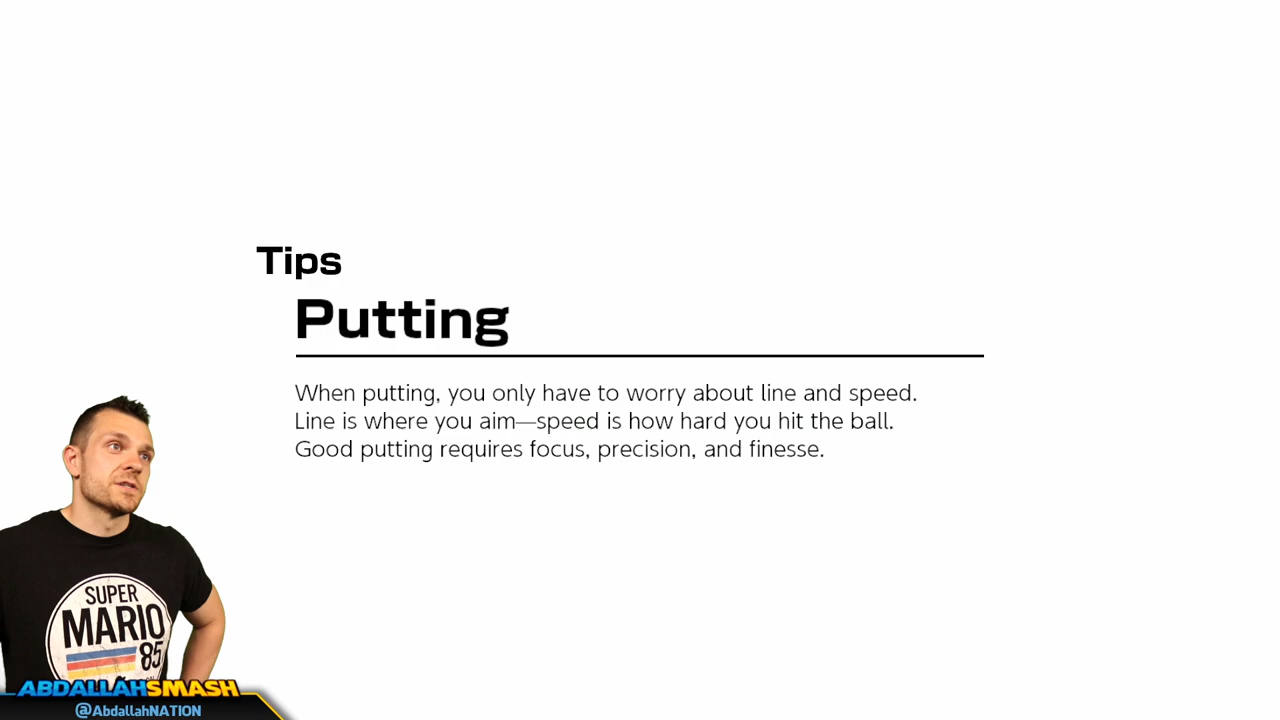 Tips
Putting
When putting, you only have to worry about line and speed.
Line is where you aim—speed is how hard you hit the ball.
Good putting requires focus, precision, and finesse.
SUPER
MARIO
85
ABDALLAHSMASH
@AbdallahNATION